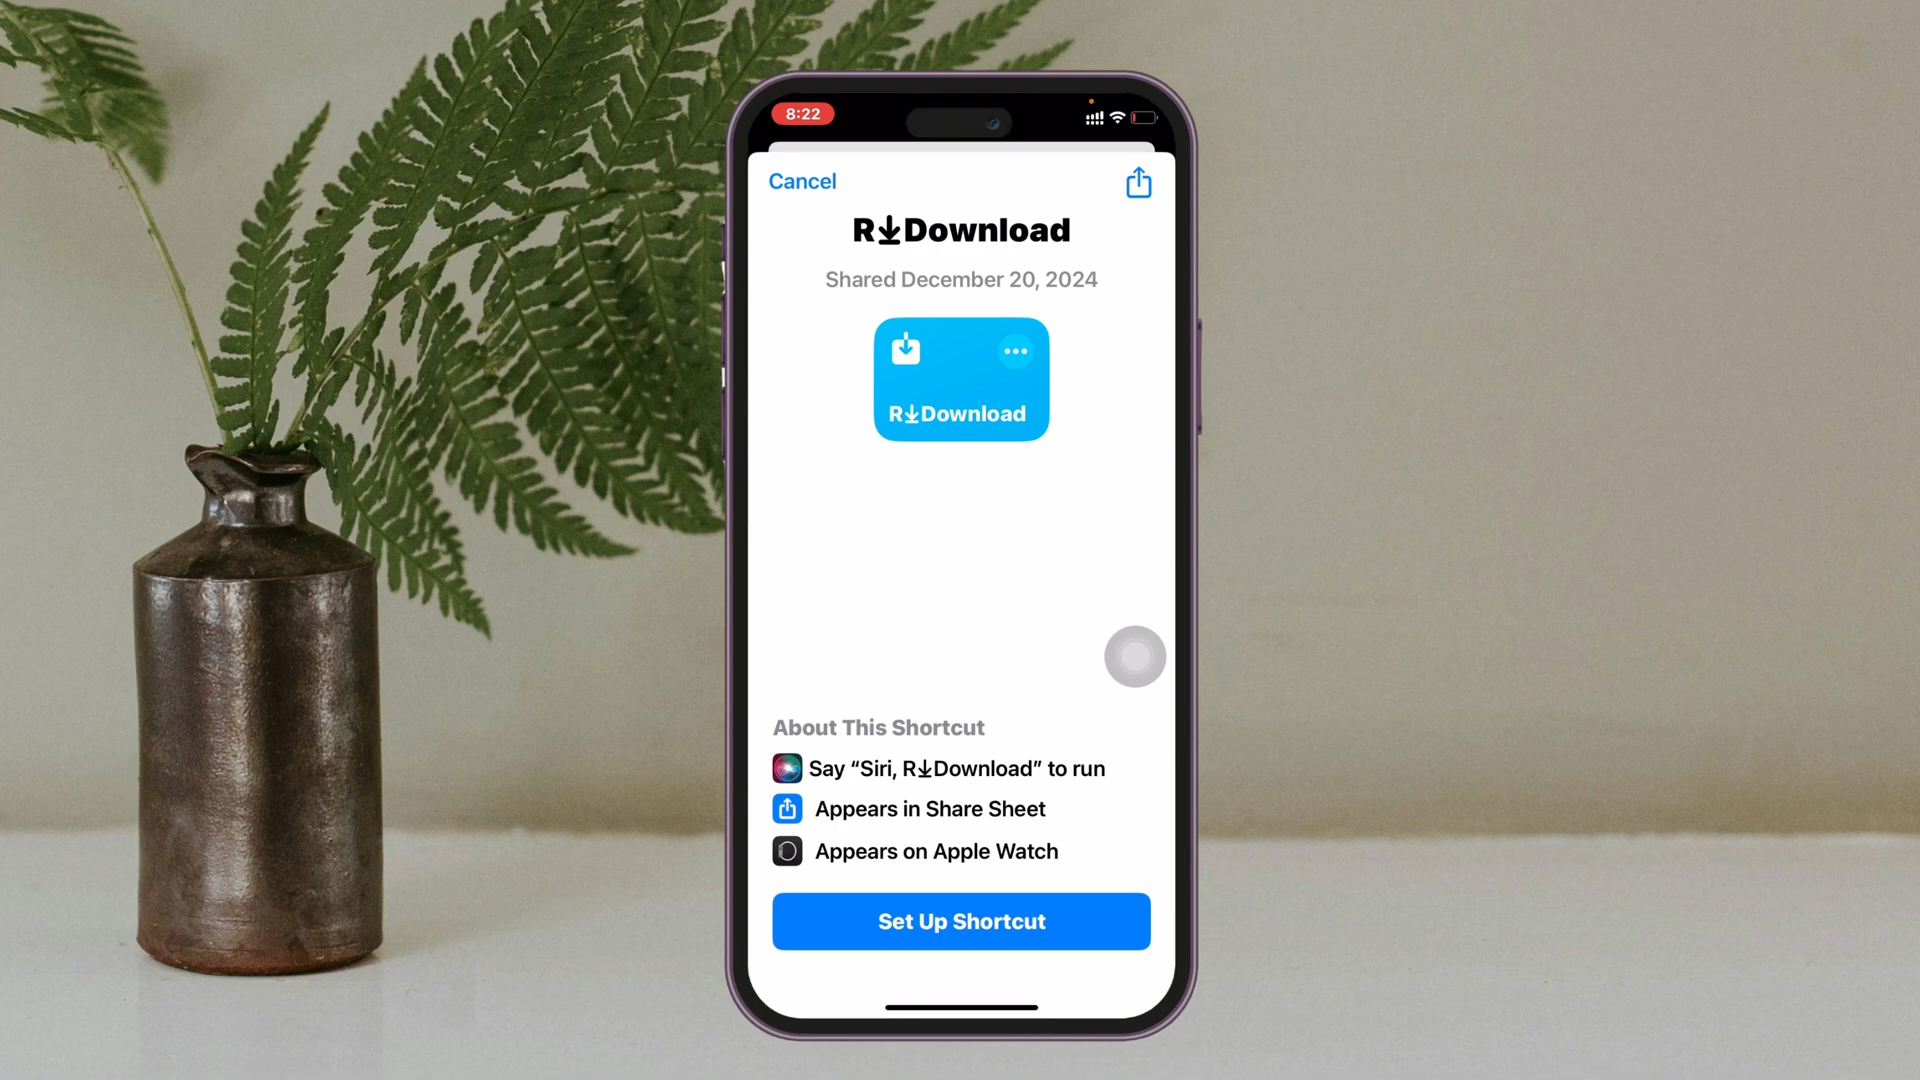 8:22
Cancel
R↓Download
Shared December 20, 2024
R↓Download
About This Shortcut
Say “Siri, R↓Download” to run
Appears in Share Sheet
Appears on Apple Watch
Set Up Shortcut